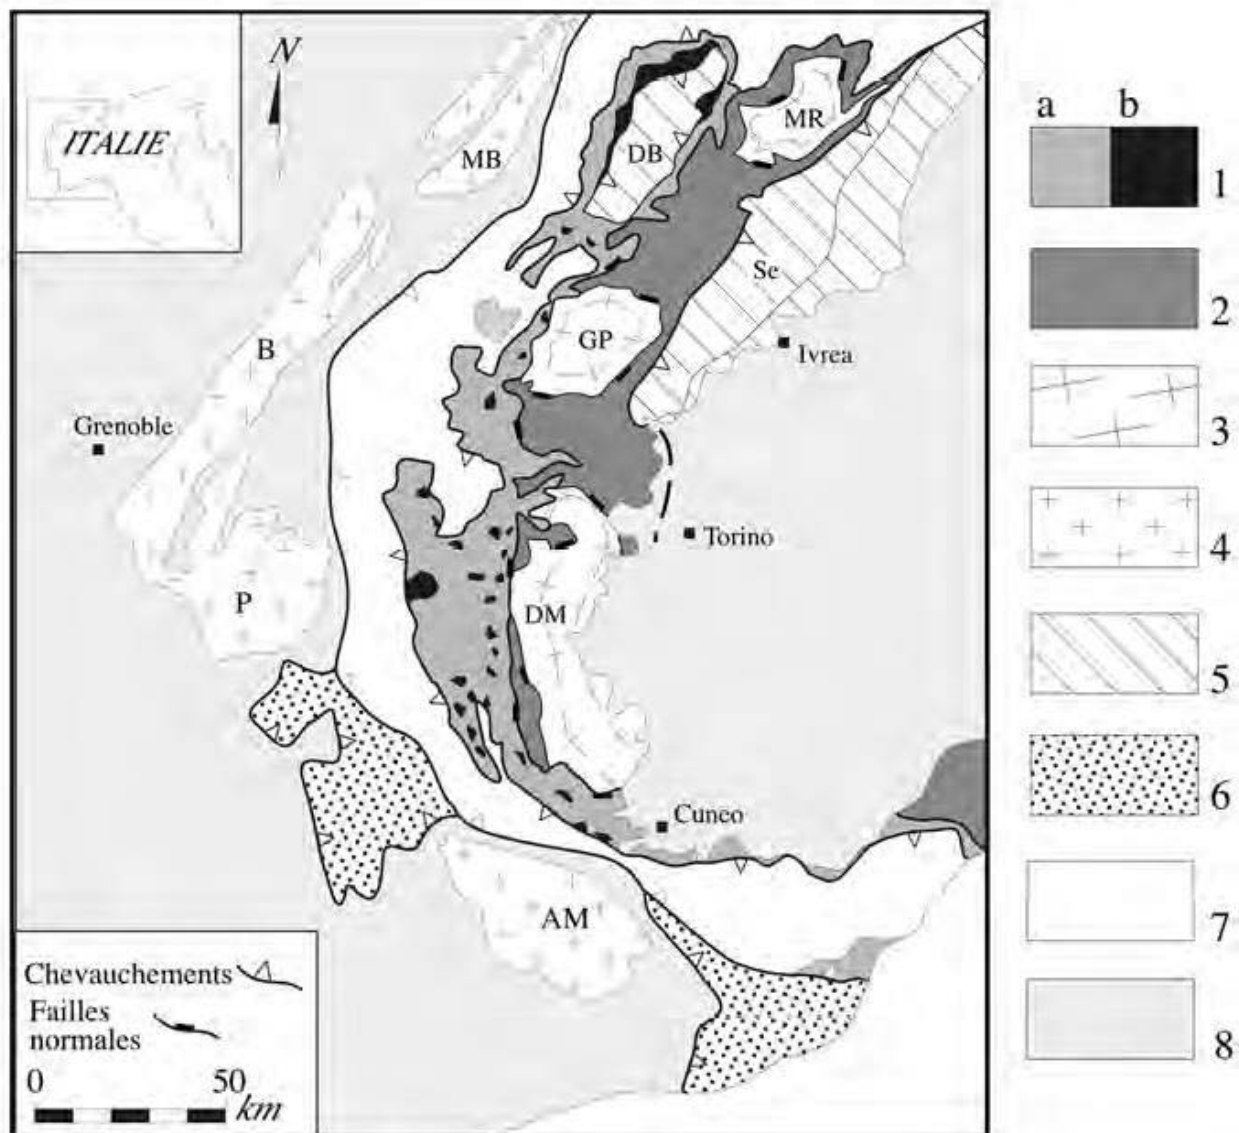 N
ITALIE
MB
DB
MR
a b
1
Se
2
B
GP
Ivrea
3
Grenoble
4
Torino
P
DM
5
6
Cuneo
AM
7
Chevauchements
Failles
normales
8
0 50
km